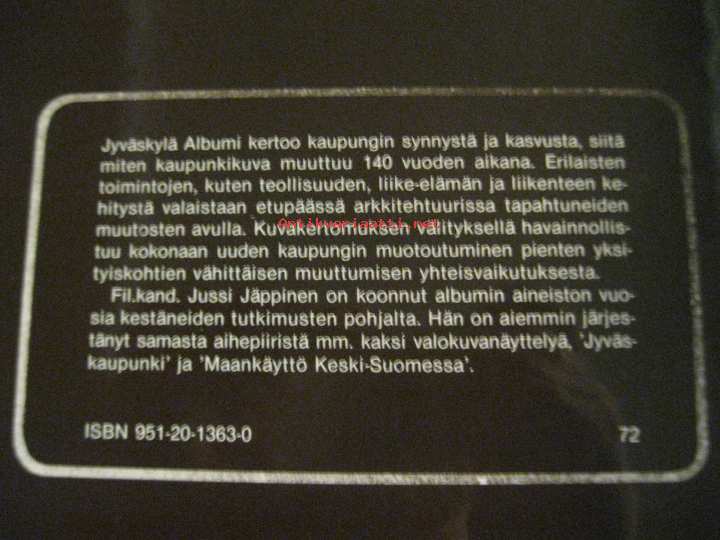 Jyväskylä Albumi kertoo kaupungin synnystä ja kasvusta, siitä
miten kaupunkikuva muuttuu 140 vuoden aikana. Erilaisten
toimintojen, kuten teollisuuden, liike-elämän ja liikenteen ke-
hitystä valaistaan etupäässä arkkitehtuurissa tapahtuneiden
Antikvariaatti.net
muutosten avulla. Kuvakertomuksen välityksellä havainnollis-
tuu kokonaan uuden kaupungin muotoutuminen pienten yksi-
tyiskohtien vähittäisen muuttumisen yhteisvaikutuksesta.
Fil.kand. Jussi Jäppinen on koonnut albumin aineiston vuo-
sia kestäneiden tutkimusten pohjalta. Hän on aiemmin järjes-
tänyt samasta aihepiiristä mm. kaksi valokuvanäyttelyä, 'Jyväs-
kaupunki' ja 'Maankäyttö Keski-Suomessa'.
ISBN 951-20-1363-0 72